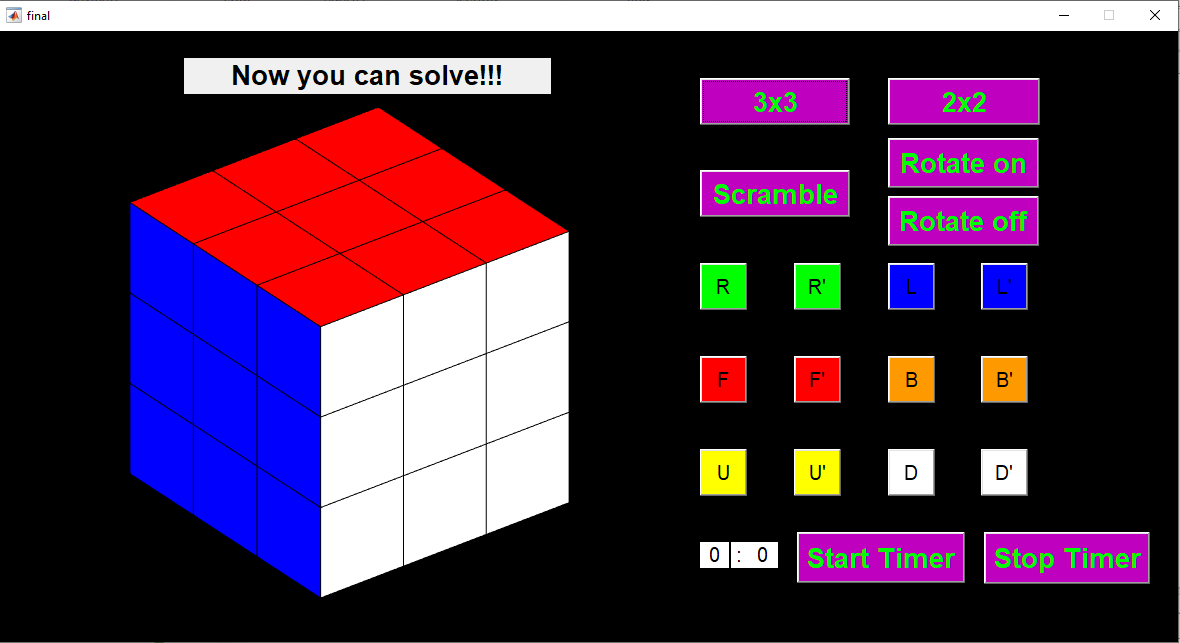 final
Now you can solve!!!
3x3
2x2
Rotate on
Scramble
Rotate off
R
R'
L
L'
F
F'
B
B'
U
U'
D
D'
0 : 0
Start Timer
Stop Timer